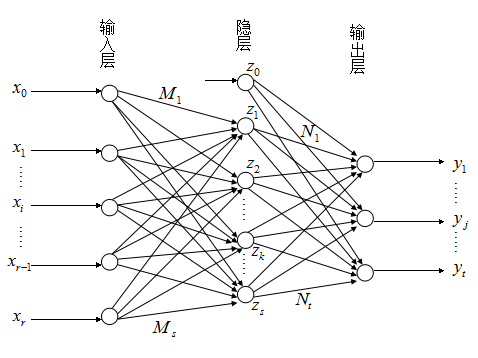 输入层
隐层
输出层
x₀
x₁
xᵢ
xᵣ₋₁
xᵣ
M₁
Mₛ
z₀
z₁
z₂
zₖ
zₛ
N₁
Nₜ
y₁
yⱼ
yₜ